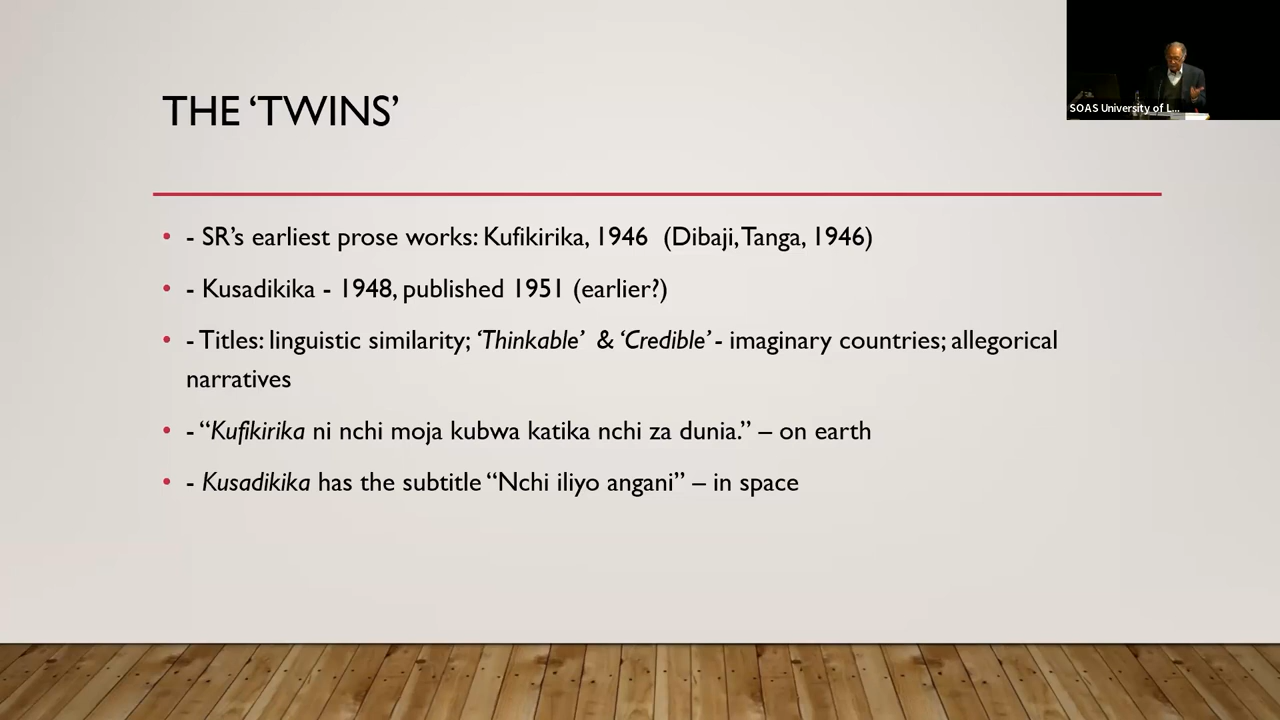 SOAS University of L...
THE ‘TWINS’
• - SR’s earliest prose works: Kufikirika, 1946 (Dibaji, Tanga, 1946)
• - Kusadikika - 1948, published 1951 (earlier?)
• - Titles: linguistic similarity; ‘Thinkable’ & ‘Credible’ - imaginary countries; allegorical
narratives
• - “Kufikirika ni nchi moja kubwa katika nchi za dunia.” – on earth
• - Kusadikika has the subtitle “Nchi iliyo angani” – in space